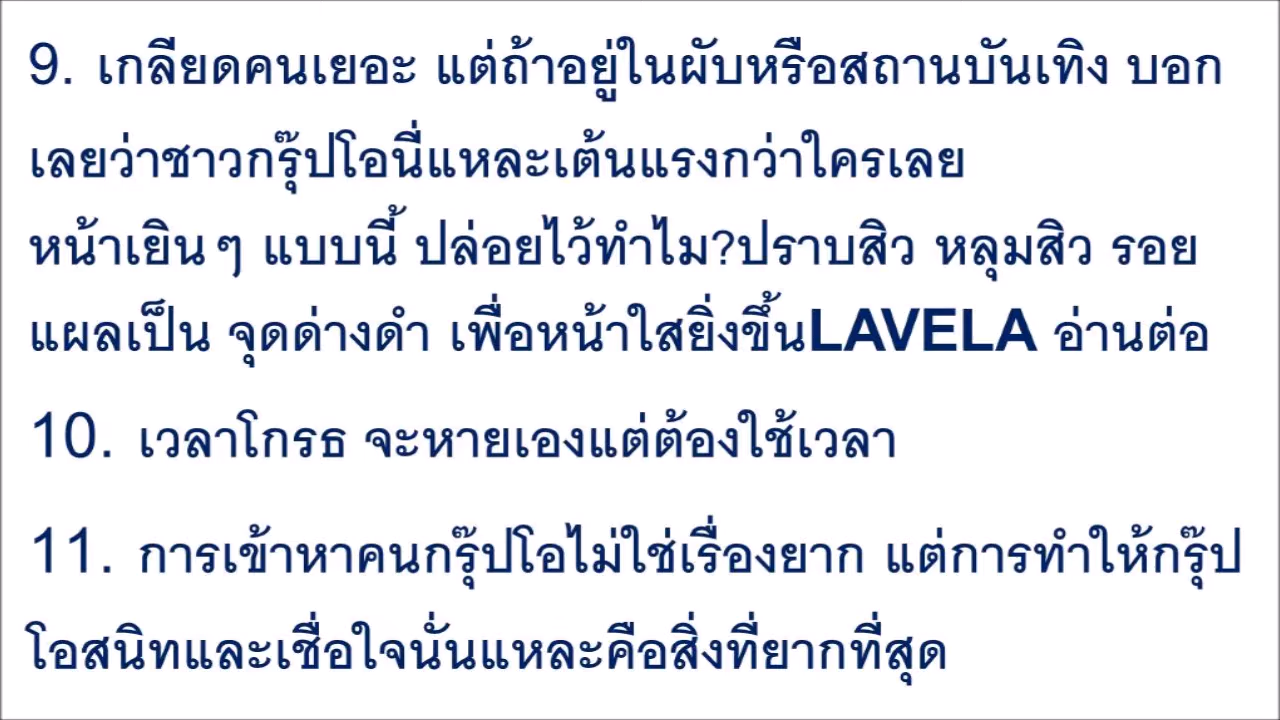 9. เกลียดคนเยอะ แต่ถ้าอยู่ในผับหรือสถานบันเทิง บอก
เลยว่าชาวกรุ๊ปโอนี่แหละเต้นแรงกว่าใครเลย
หน้าเยินๆ แบบนี้ ปล่อยไว้ทำไม?ปราบสิว หลุมสิว รอย
แผลเป็น จุดด่างดำ เพื่อหน้าใสยิ่งขึ้นLAVELA อ่านต่อ
10. เวลาโกรธ จะหายเองแต่ต้องใช้เวลา
11. การเข้าหาคนกรุ๊ปโอไม่ใช่เรื่องยาก แต่การทำให้กรุ๊ป
โอสนิทและเชื่อใจนั่นแหละคือสิ่งที่ยากที่สุด